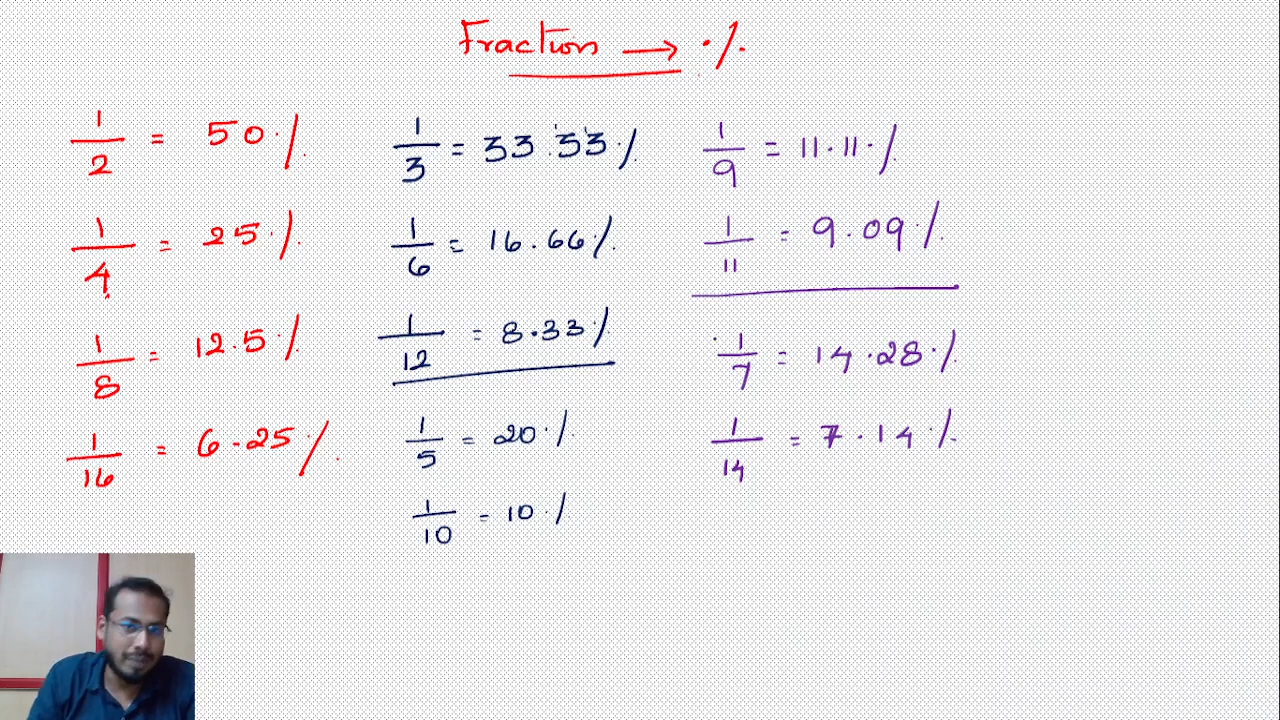 Fraction → %
1/2 = 50%
1/4 = 25%
1/8 = 12.5%
1/16 = 6.25%
1/3 = 33.33%
1/6 = 16.66%
1/12 = 8.33%
1/5 = 20%
1/10 = 10%
1/9 = 11.11%
1/11 = 9.09%
1/7 = 14.28%
1/14 = 7.14%